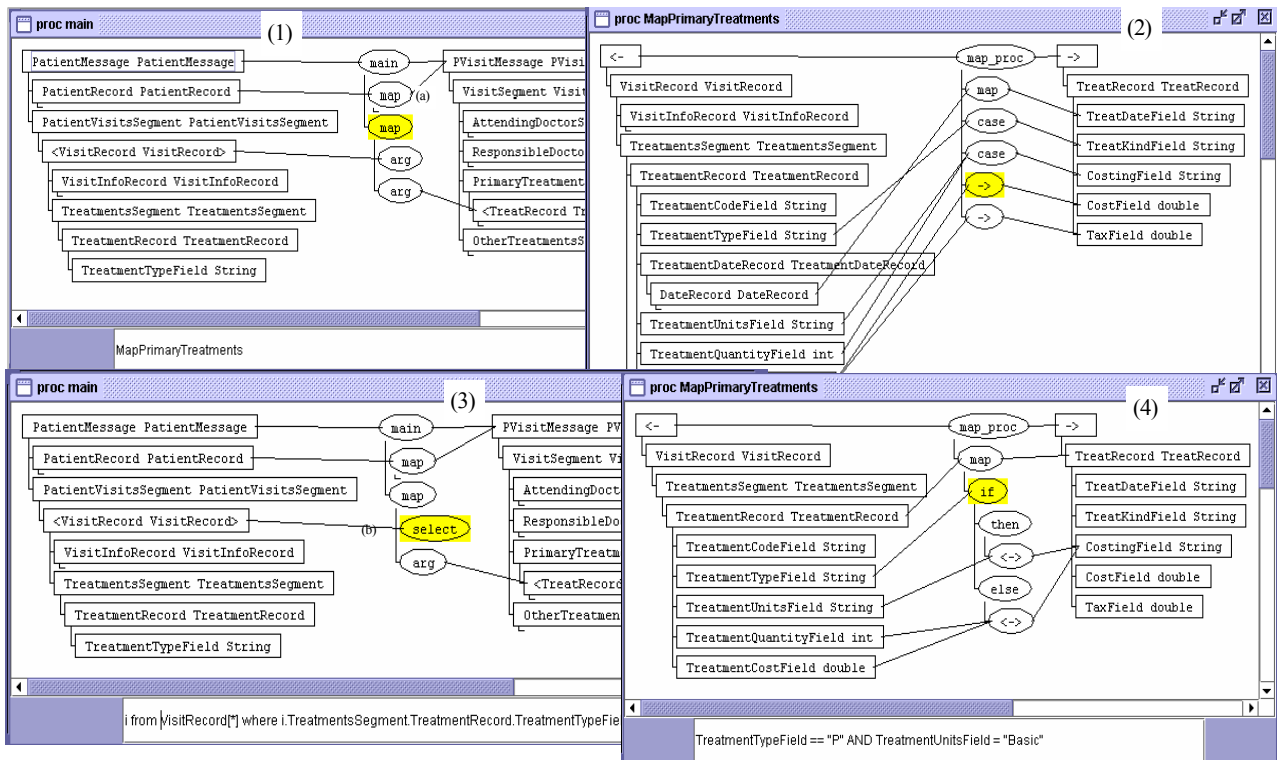 proc main
(1)
PatientMessage PatientMessage
main
PVisitMessage PVisi
PatientRecord PatientRecord
map
(a)
VisitSegment Visit
PatientVisitsSegment PatientVisitsSegment
map
AttendingDoctorS
<VisitRecord VisitRecord>
arg
ResponsibleDocto
VisitInfoRecord VisitInfoRecord
arg
PrimaryTreatment
TreatmentsSegment TreatmentsSegment
<TreatRecord Tr
TreatmentRecord TreatmentRecord
OtherTreatmentsS
TreatmentTypeField String
MapPrimaryTreatments
proc MapPrimaryTreatments
(2)
<-
map_proc
->
VisitRecord VisitRecord
map
TreatRecord TreatRecord
VisitInfoRecord VisitInfoRecord
case
TreatDateField String
TreatmentsSegment TreatmentsSegment
case
TreatKindField String
TreatmentRecord TreatmentRecord
->
CostingField String
TreatmentCodeField String
->
CostField double
TreatmentTypeField String
TaxField double
TreatmentDateRecord TreatmentDateRecord
DateRecord DateRecord
TreatmentUnitsField String
TreatmentQuantityField int
proc main
(3)
PatientMessage PatientMessage
main
PVisitMessage PV
PatientRecord PatientRecord
map
VisitSegment Vi
PatientVisitsSegment PatientVisitsSegment
map
AttendingDoct
<VisitRecord VisitRecord>
(b)
select
ResponsibleDo
VisitInfoRecord VisitInfoRecord
arg
PrimaryTreatm
TreatmentsSegment TreatmentsSegment
<TreatRecord
TreatmentRecord TreatmentRecord
OtherTreatmen
TreatmentTypeField String
i from VisitRecord[*] where i.TreatmentsSegment.TreatmentRecord.TreatmentTypeFie
proc MapPrimaryTreatments
(4)
<-
map_proc
->
VisitRecord VisitRecord
map
TreatRecord TreatRecord
TreatmentsSegment TreatmentsSegment
if
TreatDateField String
TreatmentRecord TreatmentRecord
then
TreatKindField String
TreatmentCodeField String
<->
CostingField String
TreatmentTypeField String
else
CostField double
TreatmentUnitsField String
<->
TaxField double
TreatmentQuantityField int
TreatmentCostField double
TreatmentTypeField == "P" AND TreatmentUnitsField = "Basic"